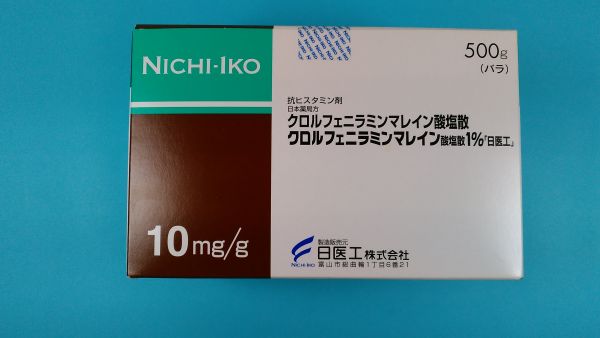 NICHI-IKO
500g
(バラ)
抗ヒスタミン剤
日本薬局方
クロルフェニラミンマレイン酸塩散
クロルフェニラミンマレイン酸塩散1%「日医工」
10mg/g
製造販売元
日医工株式会社
NICHI-IKO 富山市総曲輪1丁目6番21